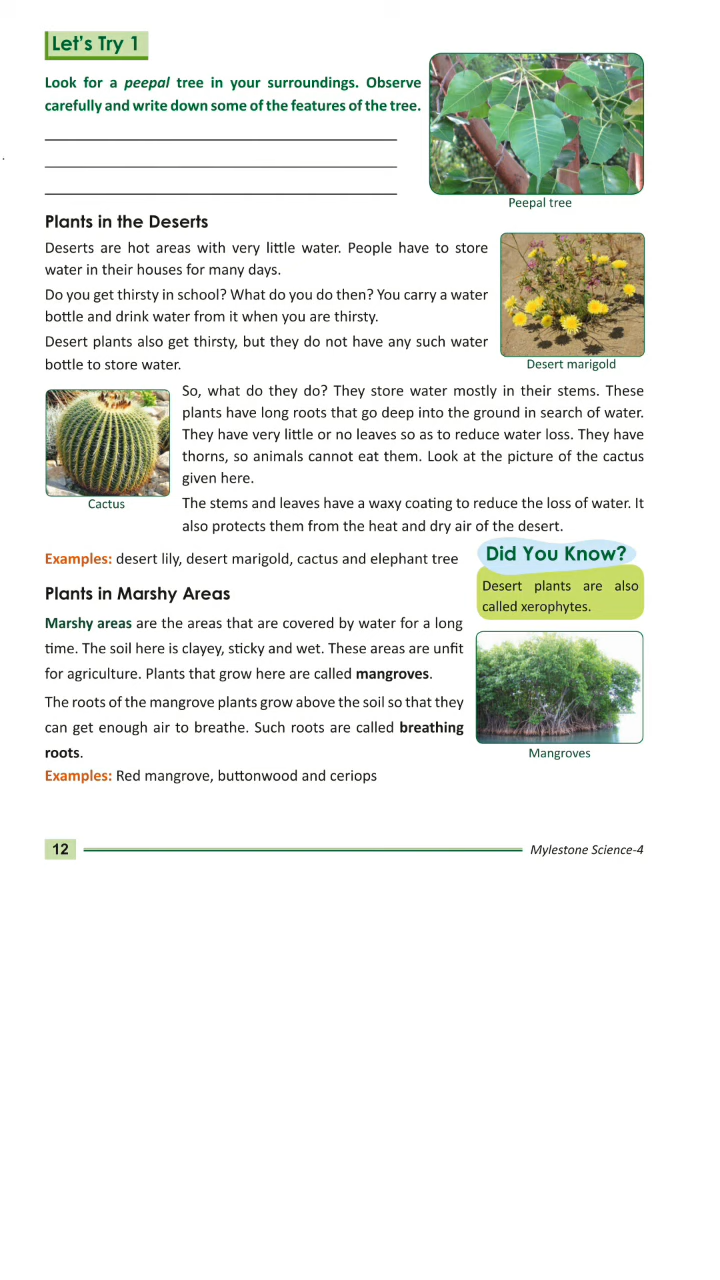 Let's Try 1
Look for a peepal tree in your surroundings. Observe
carefully and write down some of the features of the tree.
Peepal tree
Plants in the Deserts
Deserts are hot areas with very little water. People have to store
water in their houses for many days.
Do you get thirsty in school? What do you do then? You carry a water
bottle and drink water from it when you are thirsty.
Desert plants also get thirsty, but they do not have any such water
bottle to store water.
Desert marigold
So, what do they do? They store water mostly in their stems. These
plants have long roots that go deep into the ground in search of water.
They have very little or no leaves so as to reduce water loss. They have
thorns, so animals cannot eat them. Look at the picture of the cactus
given here.
Cactus
The stems and leaves have a waxy coating to reduce the loss of water. It
also protects them from the heat and dry air of the desert.
Examples: desert lily, desert marigold, cactus and elephant tree
Did You Know?
Desert plants are also
called xerophytes.
Plants in Marshy Areas
Marshy areas are the areas that are covered by water for a long
time. The soil here is clayey, sticky and wet. These areas are unfit
for agriculture. Plants that grow here are called mangroves.
The roots of the mangrove plants grow above the soil so that they
can get enough air to breathe. Such roots are called breathing
roots.
Mangroves
Examples: Red mangrove, buttonwood and ceriops
12
Mylestone Science-4